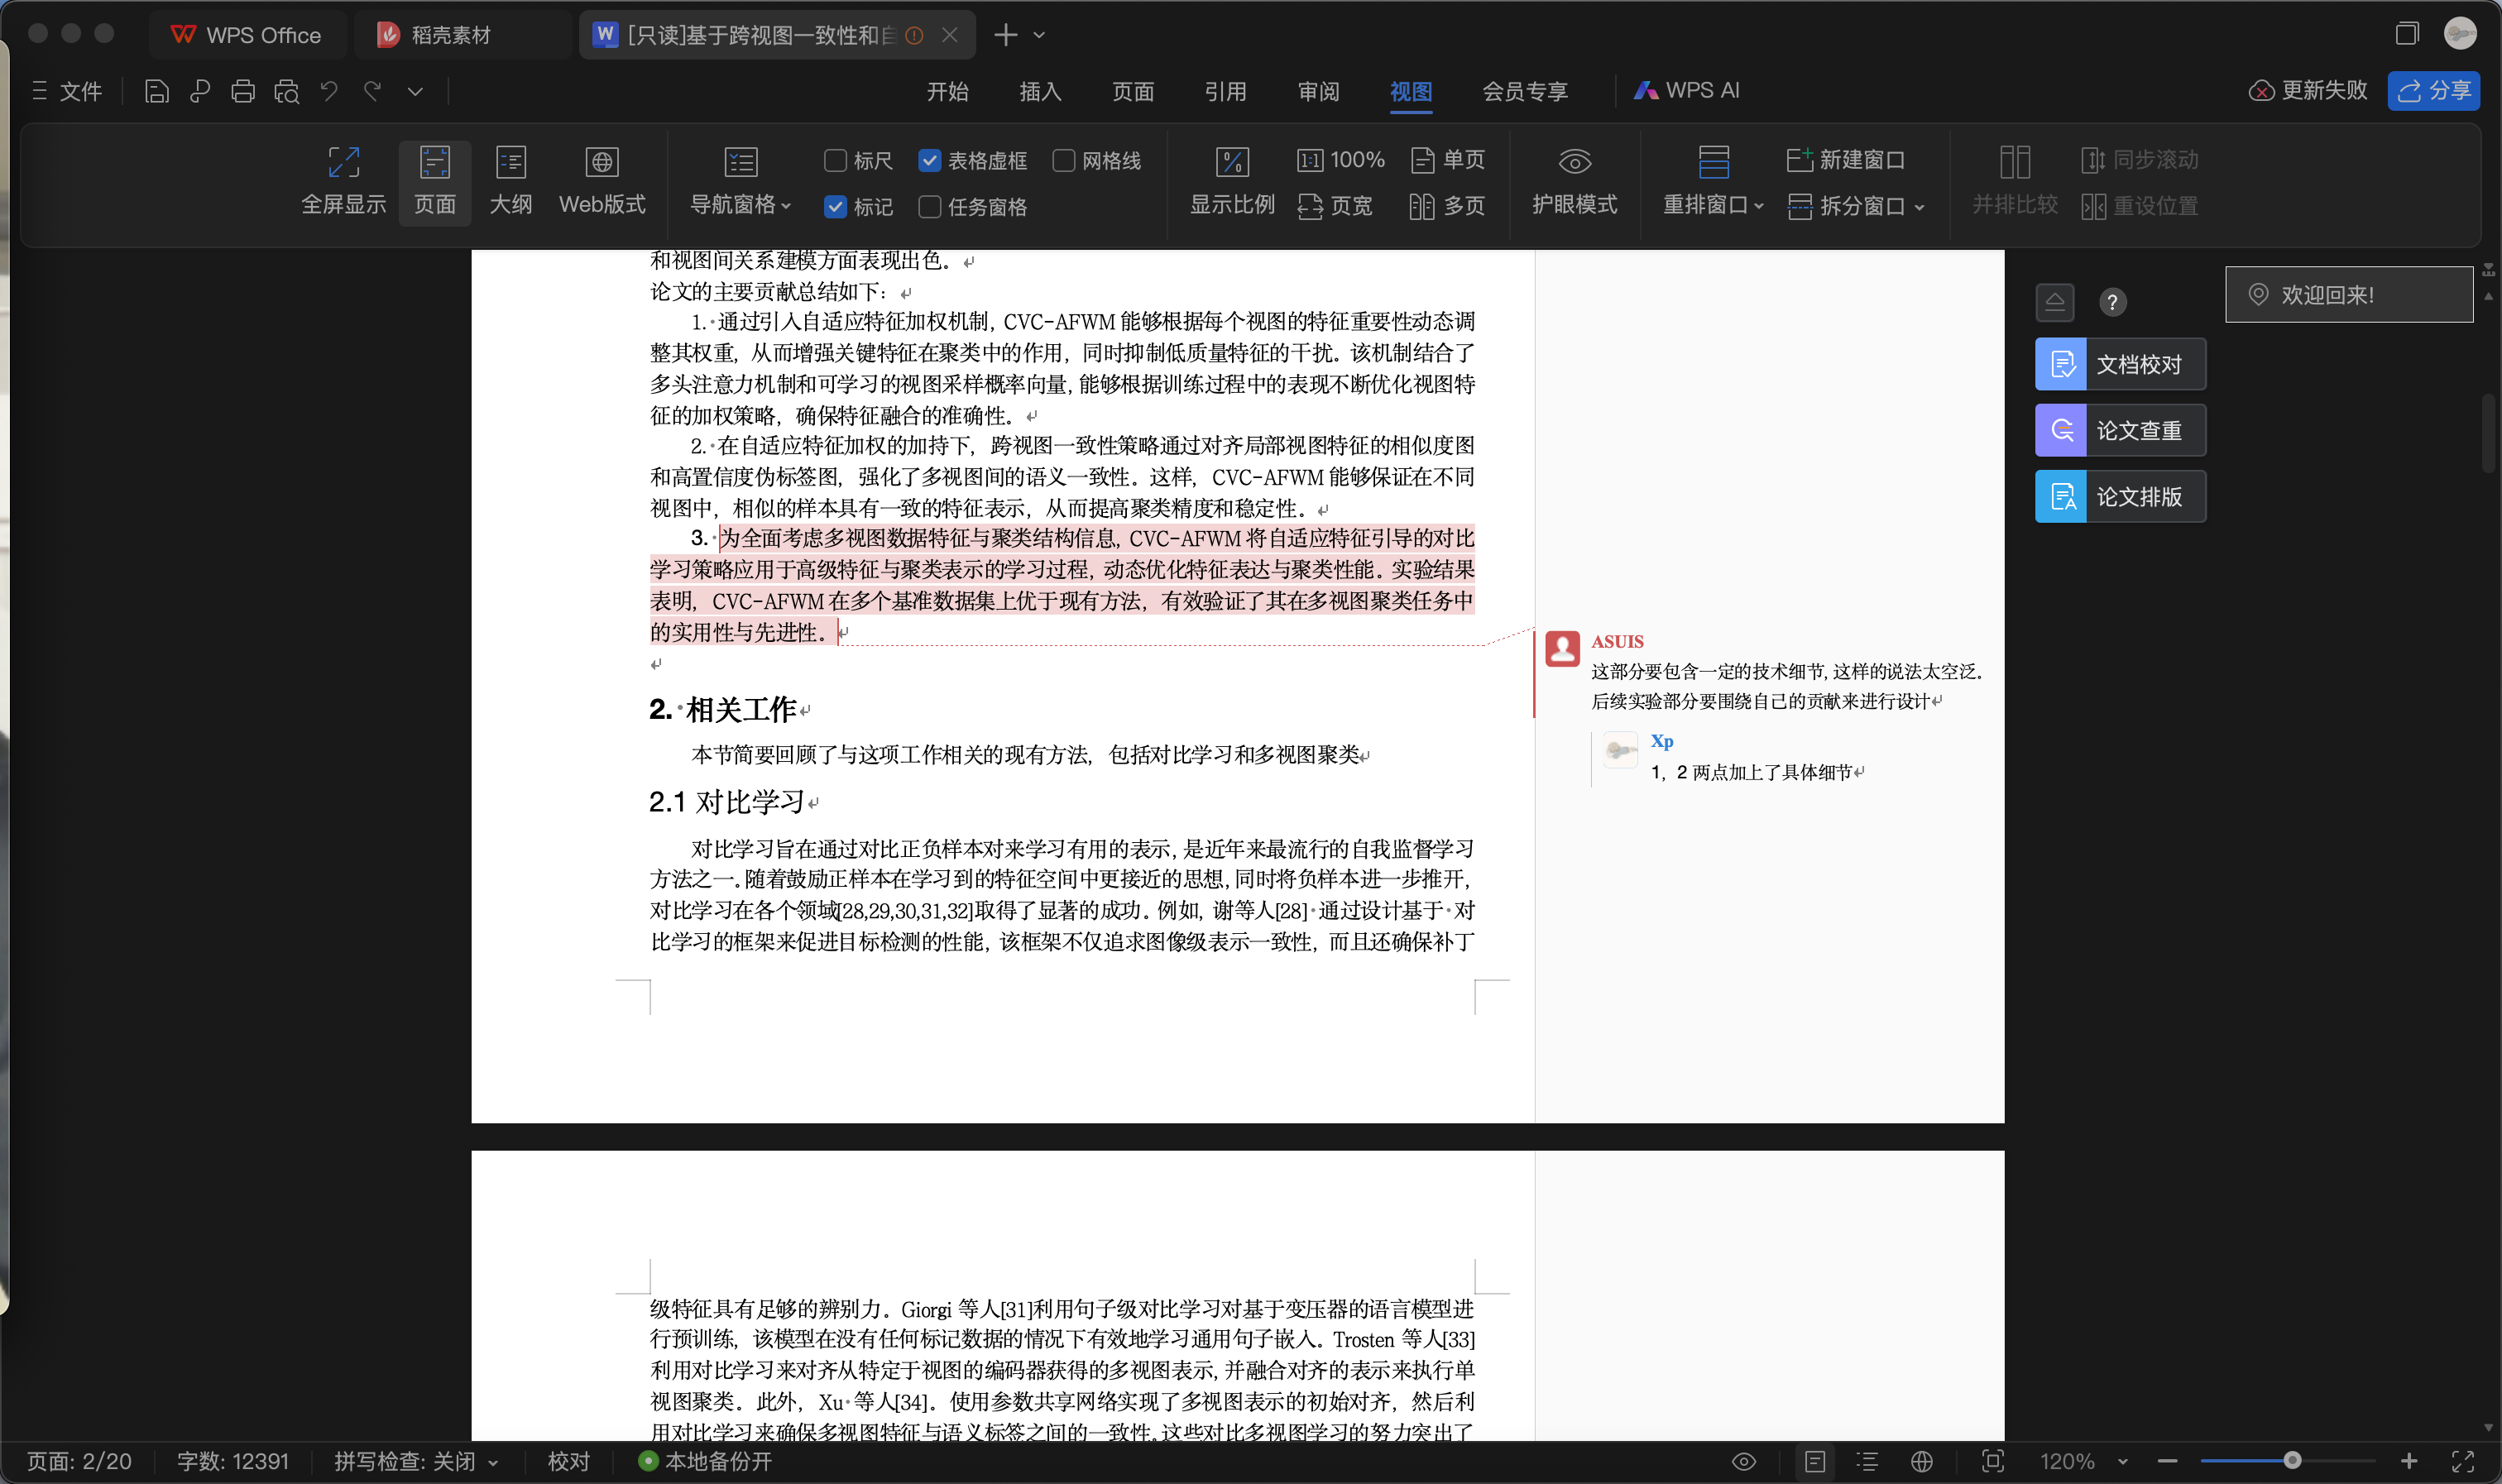 WPS Office
稻壳素材
[只读]基于跨视图一致性和自
文件
开始
插入
页面
引用
审阅
视图
会员专享
WPS AI
更新失败
分享
全屏显示
页面
大纲
Web版式
导航窗格
标尺
表格虚框
网格线
标记
任务窗格
显示比例
100%
单页
页宽
多页
护眼模式
重排窗口
新建窗口
拆分窗口
并排比较
同步滚动
重设位置
和视图间关系建模方面表现出色。
论文的主要贡献总结如下：
1. 通过引入自适应特征加权机制, CVC-AFWM 能够根据每个视图的特征重要性动态调
整其权重，从而增强关键特征在聚类中的作用，同时抑制低质量特征的干扰。该机制结合了
多头注意力机制和可学习的视图采样概率向量, 能够根据训练过程中的表现不断优化视图特
征的加权策略，确保特征融合的准确性。
2. 在自适应特征加权的加持下，跨视图一致性策略通过对齐局部视图特征的相似度图
和高置信度伪标签图，强化了多视图间的语义一致性。这样，CVC-AFWM 能够保证在不同
视图中，相似的样本具有一致的特征表示，从而提高聚类精度和稳定性。
3. 为全面考虑多视图数据特征与聚类结构信息, CVC-AFWM 将自适应特征引导的对比
学习策略应用于高级特征与聚类表示的学习过程, 动态优化特征表达与聚类性能。实验结果
表明，CVC-AFWM 在多个基准数据集上优于现有方法，有效验证了其在多视图聚类任务中
的实用性与先进性。
2. 相关工作
本节简要回顾了与这项工作相关的现有方法，包括对比学习和多视图聚类
2.1 对比学习
对比学习旨在通过对比正负样本对来学习有用的表示, 是近年来最流行的自我监督学习
方法之一。随着鼓励正样本在学习到的特征空间中更接近的思想, 同时将负样本进一步推开,
对比学习在各个领域[28,29,30,31,32]取得了显著的成功。例如, 谢等人[28] 通过设计基于 对
比学习的框架来促进目标检测的性能, 该框架不仅追求图像级表示一致性，而且还确保补丁
ASUIS
这部分要包含一定的技术细节, 这样的说法太空泛。
后续实验部分要围绕自己的贡献来进行设计
Xp
1，2 两点加上了具体细节
?
欢迎回来!
文档校对
论文查重
论文排版
级特征具有足够的辨别力。Giorgi 等人[31]利用句子级对比学习对基于变压器的语言模型进
行预训练，该模型在没有任何标记数据的情况下有效地学习通用句子嵌入。Trosten 等人[33]
利用对比学习来对齐从特定于视图的编码器获得的多视图表示, 并融合对齐的表示来执行单
视图聚类。此外，Xu 等人[34]。使用参数共享网络实现了多视图表示的初始对齐，然后利
用对比学习来确保多视图特征与语义标签之间的一致性。这些对比多视图学习的努力突出了
页面: 2/20
字数: 12391
拼写检查: 关闭
校对
本地备份开
120%